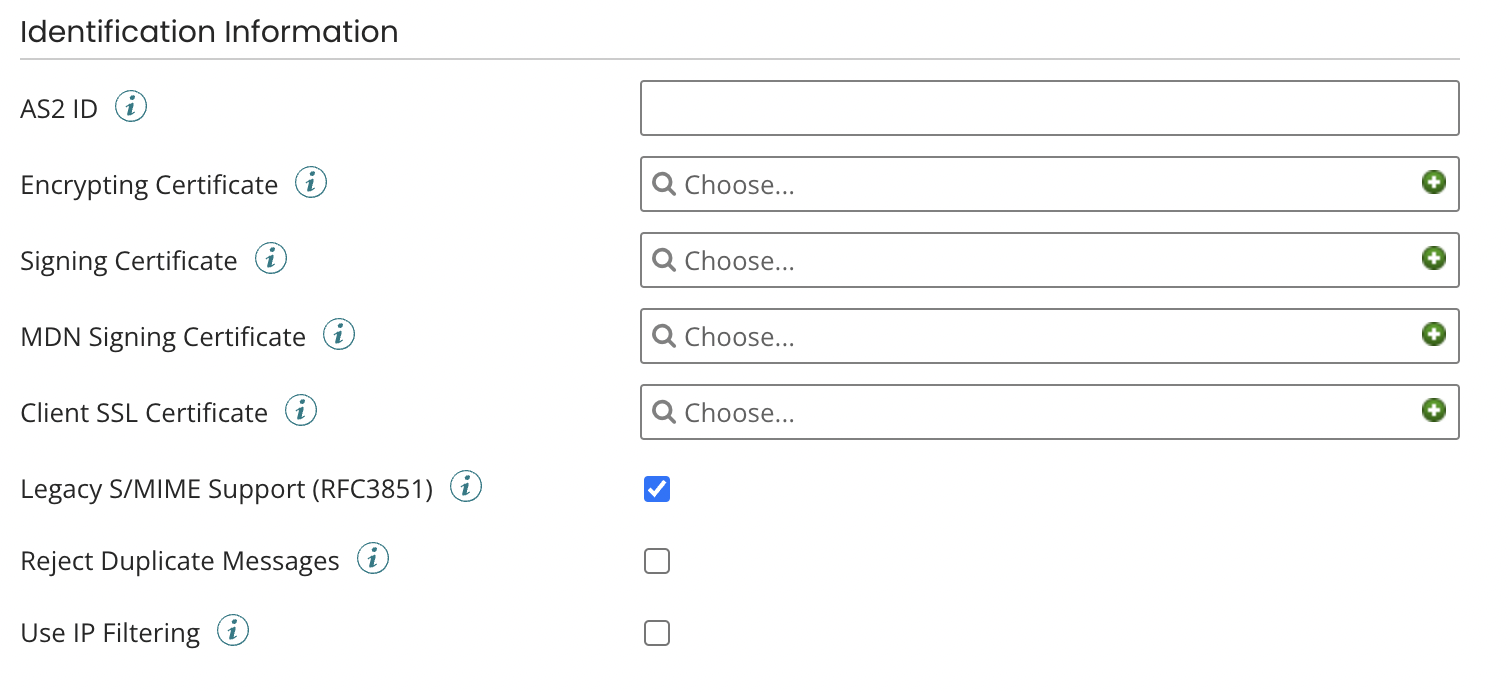 Identification Information
AS2 ID i
Encrypting Certificate i Choose...
Signing Certificate i Choose...
MDN Signing Certificate i Choose...
Client SSL Certificate i Choose...
Legacy S/MIME Support (RFC3851) i
Reject Duplicate Messages i
Use IP Filtering i